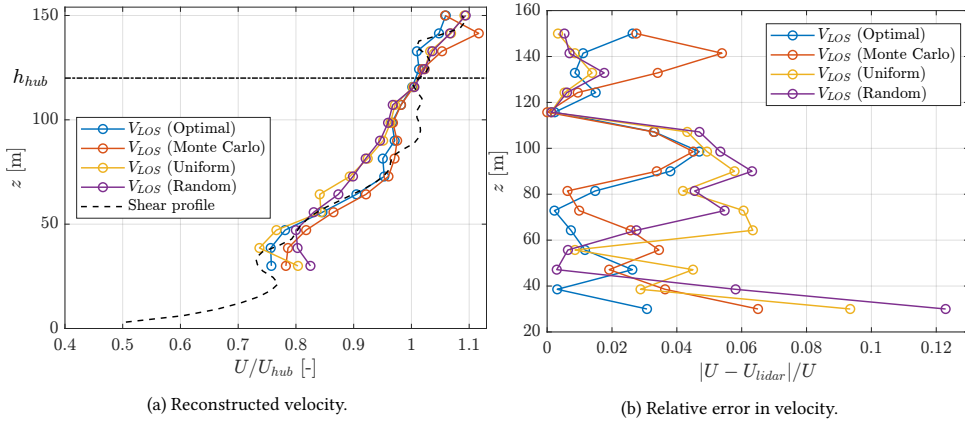 150
h_hub
100
50
0
z [m]
V_LOS (Optimal)
V_LOS (Monte Carlo)
V_LOS (Uniform)
V_LOS (Random)
Shear profile
0.4 0.5 0.6 0.7 0.8 0.9 1 1.1
U/U_hub [-]
(a) Reconstructed velocity.
160
140
120
100
80
60
40
20
z [m]
V_LOS (Optimal)
V_LOS (Monte Carlo)
V_LOS (Uniform)
V_LOS (Random)
0 0.02 0.04 0.06 0.08 0.1 0.12
|U − U_lidar|/U
(b) Relative error in velocity.